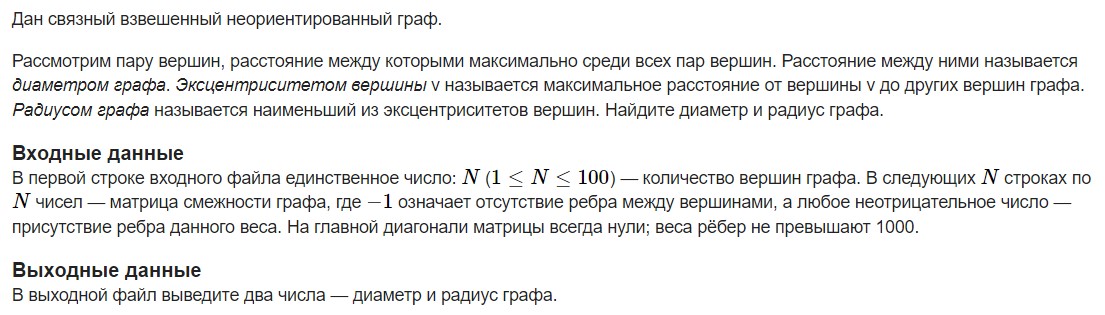 Дан связный взвешенный неориентированный граф.
Рассмотрим пару вершин, расстояние между которыми максимально среди всех пар вершин. Расстояние между ними называется
диаметром графа. Эксцентриситетом вершины v называется максимальное расстояние от вершины v до других вершин графа.
Радиусом графа называется наименьший из эксцентриситетов вершин. Найдите диаметр и радиус графа.
Входные данные
В первой строке входного файла единственное число: N (1 ≤ N ≤ 100) — количество вершин графа. В следующих N строках по
N чисел — матрица смежности графа, где −1 означает отсутствие ребра между вершинами, а любое неотрицательное число —
присутствие ребра данного веса. На главной диагонали матрицы всегда нули; веса рёбер не превышают 1000.
Выходные данные
В выходной файл выведите два числа — диаметр и радиус графа.